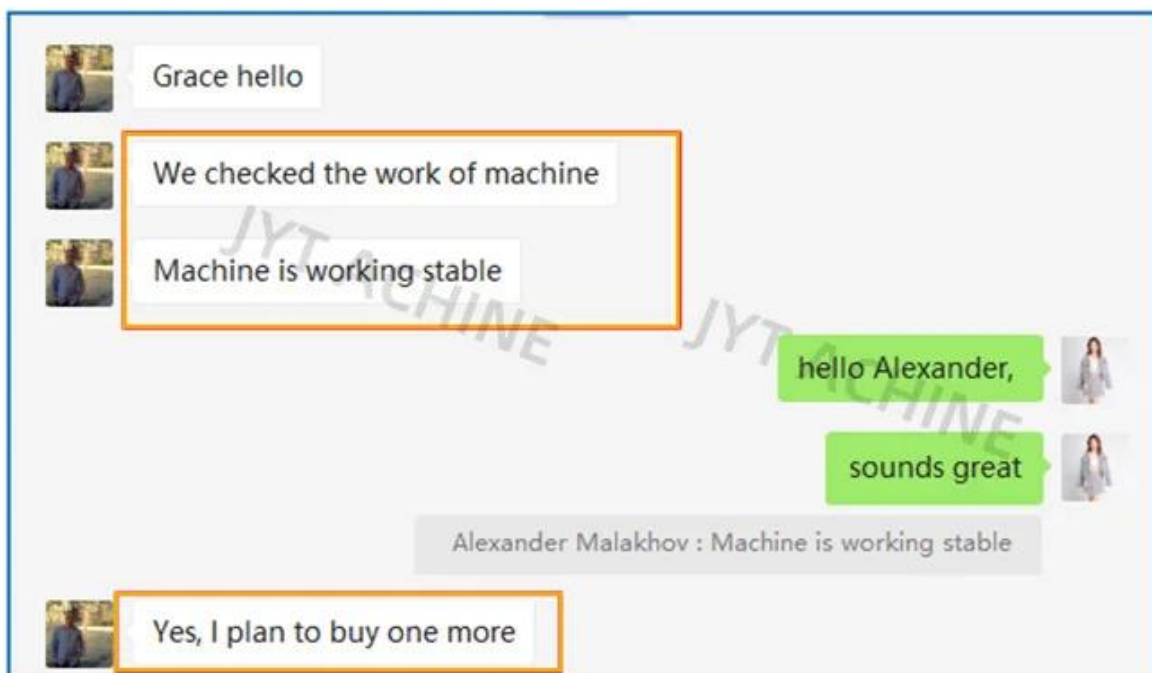 Grace hello
We checked the work of machine
Machine is working stable
JYT ACHINE
JYT ACHINE
hello Alexander,
sounds great
Alexander Malakhov : Machine is working stable
Yes, I plan to buy one more